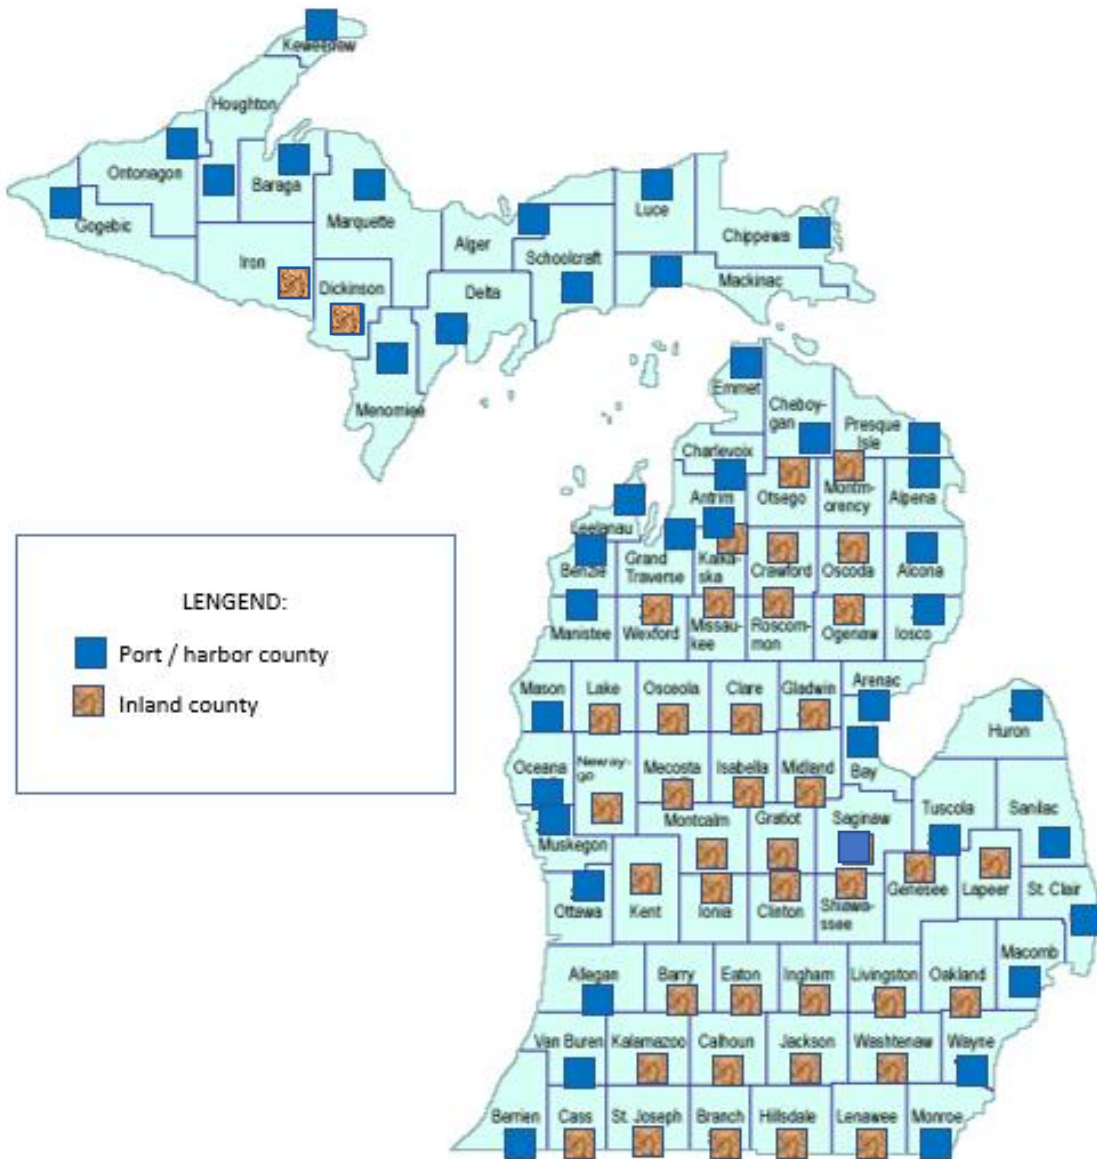 Keweenaw
Houghton
Ontonagon
Baraga
Gogebic
Marquette
Luce
Alger
Chippewa
Iron
Schoolcraft
Mackinac
Dickinson
Delta
Menominee
Emmet
Cheboy-
gan
Presque
Isle
Charlevoix
Antrim
Otsego
Montm-
orency
Alpena
Leelanau
Benzie
Grand
Traverse
Kalka-
ska
Crawford
Oscoda
Alcona
Manistee
Wexford
Missau-
kee
Roscom-
mon
Ogemaw
Iosco
LENGEND:
Port / harbor county
Inland county
Mason
Lake
Osceola
Clare
Gladwin
Arenac
Huron
Oceana
Neway-
go
Mecosta
Isabella
Midland
Bay
Tuscola
Sanilac
Muskegon
Montcalm
Gratiot
Saginaw
Ottawa
Kent
Ionia
Clinton
Shiawa-
ssee
Genesee
Lapeer
St. Clair
Allegan
Barry
Eaton
Ingham
Livingston
Oakland
Macomb
Van Buren
Kalamazoo
Calhoun
Jackson
Washtenaw
Wayne
Berrien
Cass
St. Joseph
Branch
Hillsdale
Lenawee
Monroe